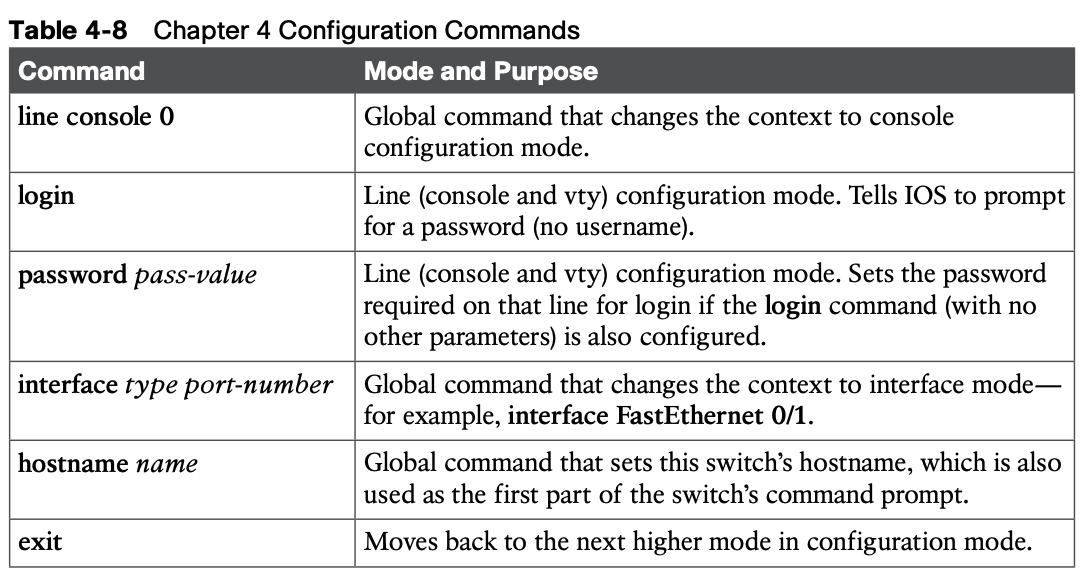 Table 4-8 Chapter 4 Configuration Commands
Command Mode and Purpose
line console 0 Global command that changes the context to console
configuration mode.
login Line (console and vty) configuration mode. Tells IOS to prompt
for a password (no username).
password pass-value Line (console and vty) configuration mode. Sets the password
required on that line for login if the login command (with no
other parameters) is also configured.
interface type port-number Global command that changes the context to interface mode—
for example, interface FastEthernet 0/1.
hostname name Global command that sets this switch’s hostname, which is also
used as the first part of the switch’s command prompt.
exit Moves back to the next higher mode in configuration mode.